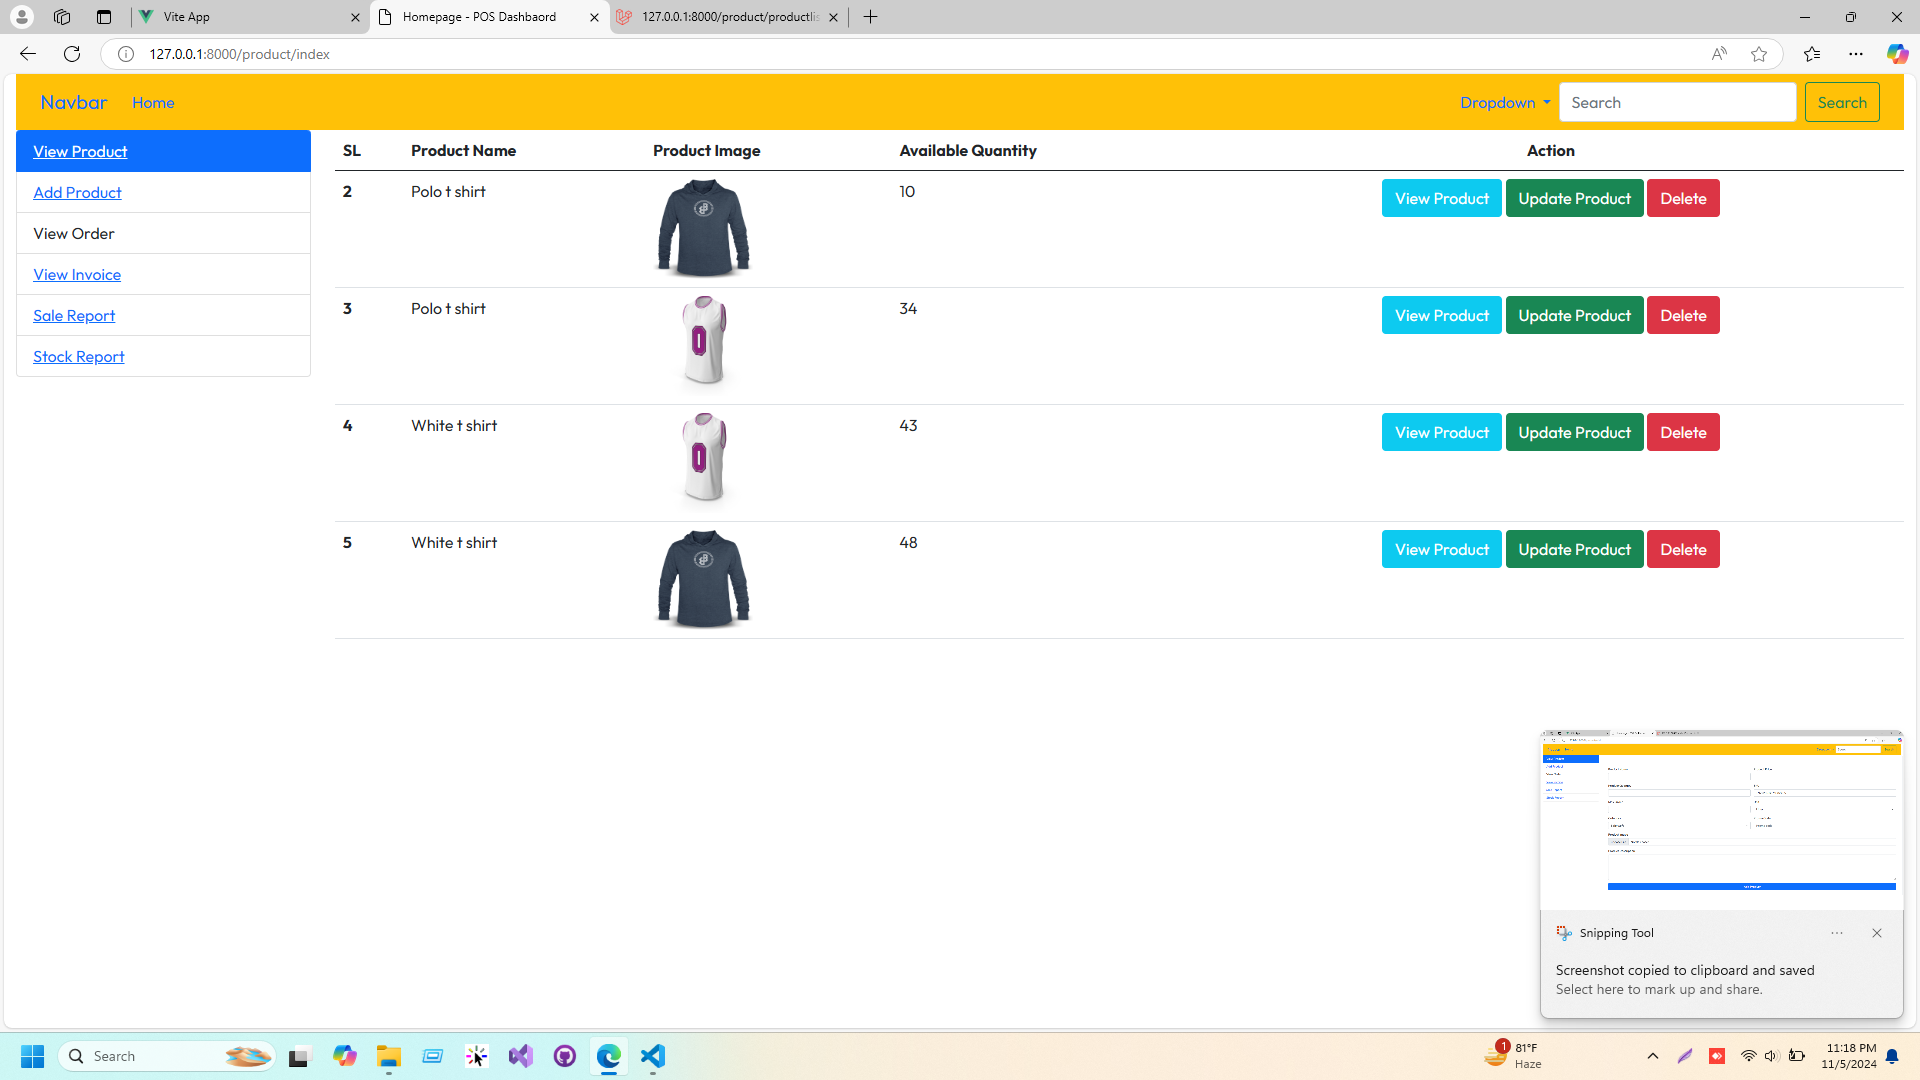 Vite App
Homepage - POS Dashbaord
127.0.0.1:8000/product/productlis
127.0.0.1:8000/product/index
Navbar
Home
Dropdown
Search
Search
View Product
Add Product
View Order
View Invoice
Sale Report
Stock Report
SL Product Name Product Image Available Quantity Action
2 Polo t shirt 10 View Product Update Product Delete
3 Polo t shirt 34 View Product Update Product Delete
4 White t shirt 43 View Product Update Product Delete
5 White t shirt 48 View Product Update Product Delete
Snipping Tool
Screenshot copied to clipboard and saved
Select here to mark up and share.
Search
1
81°F
Haze
11:18 PM
11/5/2024